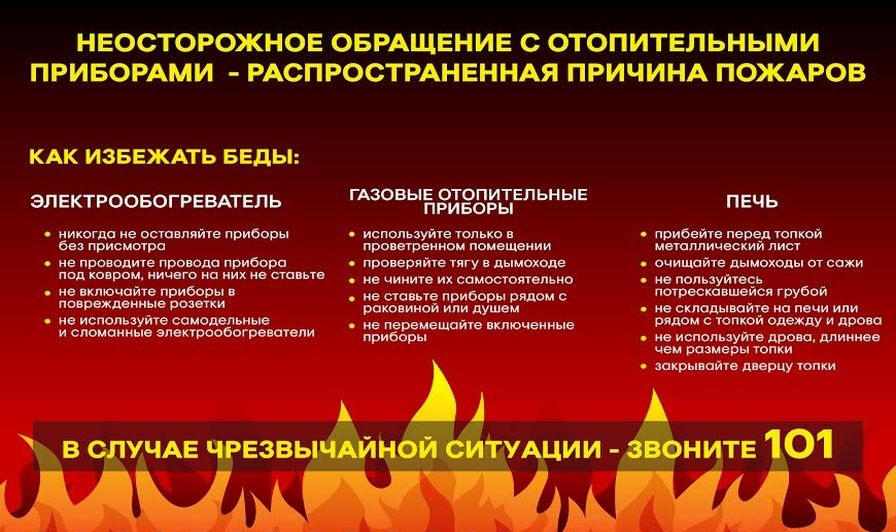 НЕОСТОРОЖНОЕ ОБРАЩЕНИЕ С ОТОПИТЕЛЬНЫМИ
ПРИБОРАМИ - РАСПРОСТРАНЕННАЯ ПРИЧИНА ПОЖАРОВ
КАК ИЗБЕЖАТЬ БЕДЫ:
ЭЛЕКТРООБОГРЕВАТЕЛЬ
• никогда не оставляйте приборы
без присмотра
• не проводите провода прибора
под ковром, ничего на них не ставьте
• не включайте приборы в
поврежденные розетки
• не используйте самодельные
и сломанные электрообогреватели
ГАЗОВЫЕ ОТОПИТЕЛЬНЫЕ
ПРИБОРЫ
• используйте только в
проветренном помещении
• проверяйте тягу в дымоходе
• не чините их самостоятельно
• не ставьте приборы рядом с
раковиной или душем
• не перемещайте включенные
приборы
ПЕЧЬ
• прибейте перед топкой
металлический лист
• очищайте дымоходы от сажи
• не пользуйтесь
потрескавшейся грубой
• не складывайте на печи или
рядом с топкой одежду и дрова
• не используйте дрова, длиннее
чем размеры топки
• закрывайте дверцу топки
В СЛУЧАЕ ЧРЕЗВЫЧАЙНОЙ СИТУАЦИИ - ЗВОНИТЕ 101